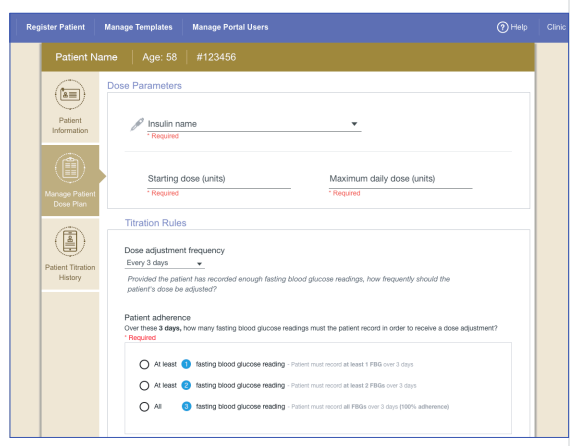 Register Patient Manage Templates Manage Portal Users ? Help Clinic
Patient Name Age: 58 #123456
Patient
Information
Manage Patient
Dose Plan
Patient Titration
History
Dose Parameters
Insulin name
* Required
Starting dose (units) Maximum daily dose (units)
* Required * Required
Titration Rules
Dose adjustment frequency
Every 3 days
Provided the patient has recorded enough fasting blood glucose readings, how frequently should the
patient's dose be adjusted?
Patient adherence
Over these 3 days, how many fasting blood glucose readings must the patient record in order to receive a dose adjustment?
* Required
At least 1 fasting blood glucose reading - Patient must record at least 1 FBG over 3 days
At least 2 fasting blood glucose reading - Patient must record at least 2 FBGs over 3 days
All 3 fasting blood glucose reading - Patient must record all FBGs over 3 days (100% adherence)